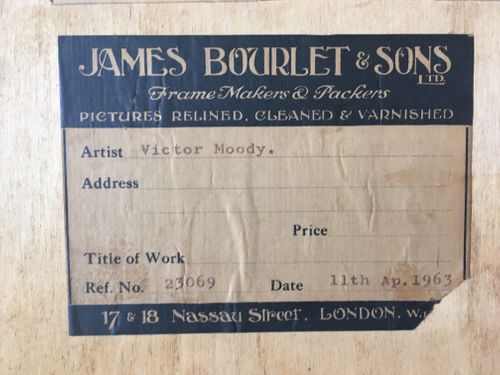 JAMES BOURLET & SONS LTD.
Frame Makers & Packers
PICTURES RELINED, CLEANED & VARNISHED
Artist Victor Moody.
Address
Price
Title of Work
Ref. No. 23069 Date 11th Ap.1963
17 & 18 Nassau Street, LONDON. W.